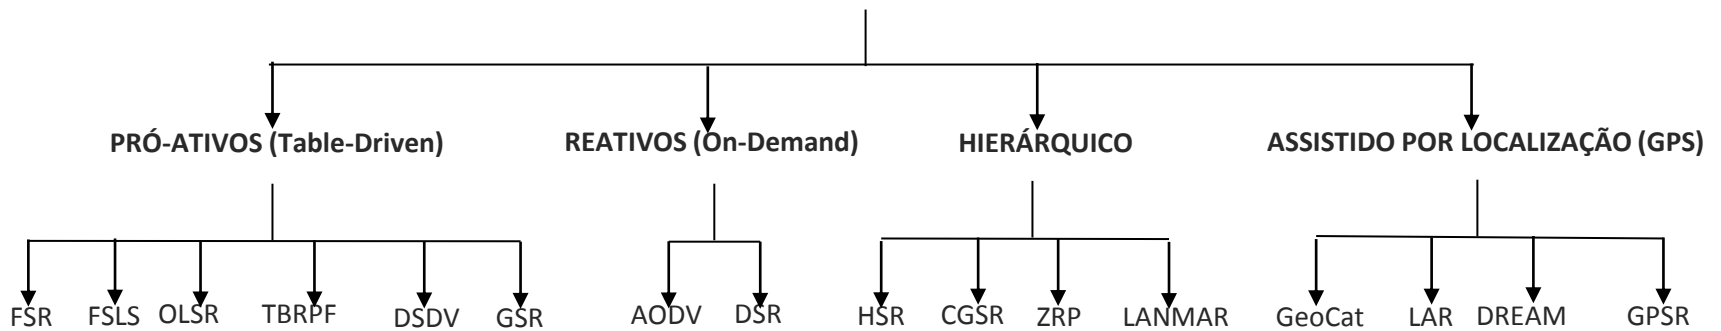 PRÓ-ATIVOS (Table-Driven) REATIVOS (On-Demand) HIERÁRQUICO ASSISTIDO POR LOCALIZAÇÃO (GPS)
FSR FSLS OLSR TBRPF DSDV GSR AODV DSR HSR CGSR ZRP LANMAR GeoCat LAR DREAM GPSR